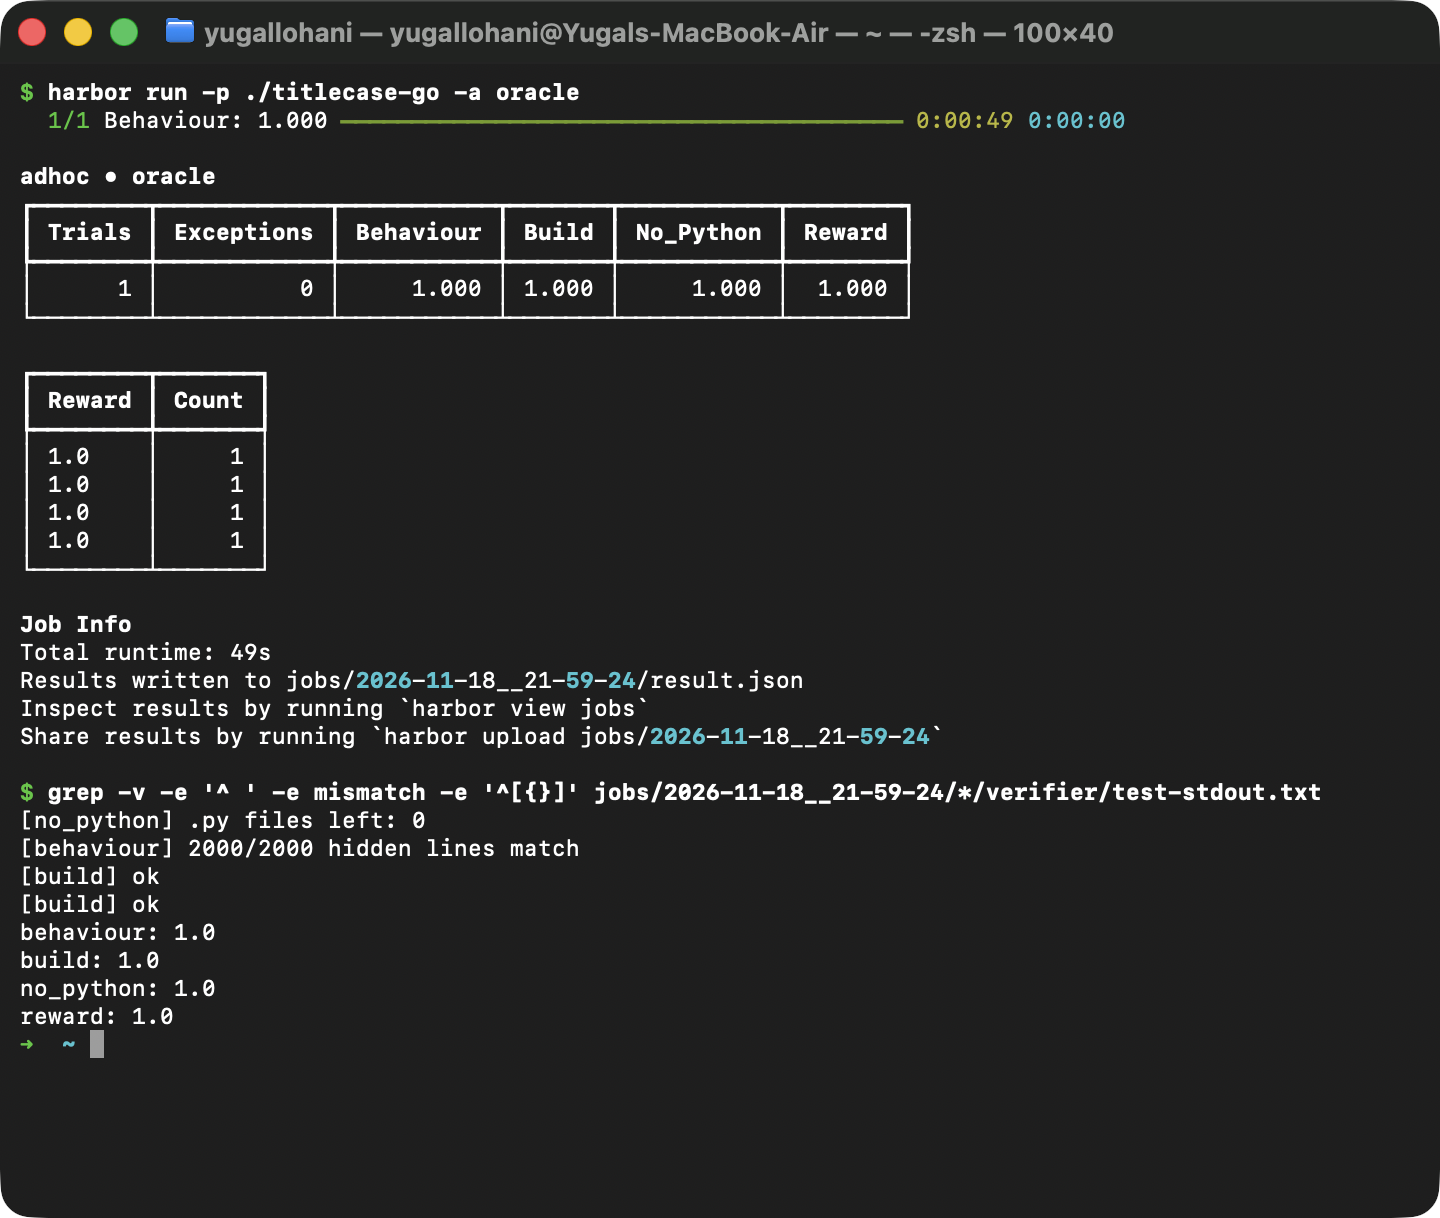 yugallohani — yugallohani@Yugals-MacBook-Air — ~ — -zsh — 100×40
$ harbor run -p ./titlecase-go -a oracle
1/1 Behaviour: 1.000 0:00:49 0:00:00
adhoc • oracle
Trials Exceptions Behaviour Build No_Python Reward
1 0 1.000 1.000 1.000 1.000
Reward Count
1.0 1
1.0 1
1.0 1
1.0 1
Job Info
Total runtime: 49s
Results written to jobs/2026-11-18__21-59-24/result.json
Inspect results by running `harbor view jobs`
Share results by running `harbor upload jobs/2026-11-18__21-59-24`
$ grep -v -e '^ ' -e mismatch -e '^[{}]' jobs/2026-11-18__21-59-24/*/verifier/test-stdout.txt
[no_python] .py files left: 0
[behaviour] 2000/2000 hidden lines match
[build] ok
[build] ok
behaviour: 1.0
build: 1.0
no_python: 1.0
reward: 1.0
➜ ~